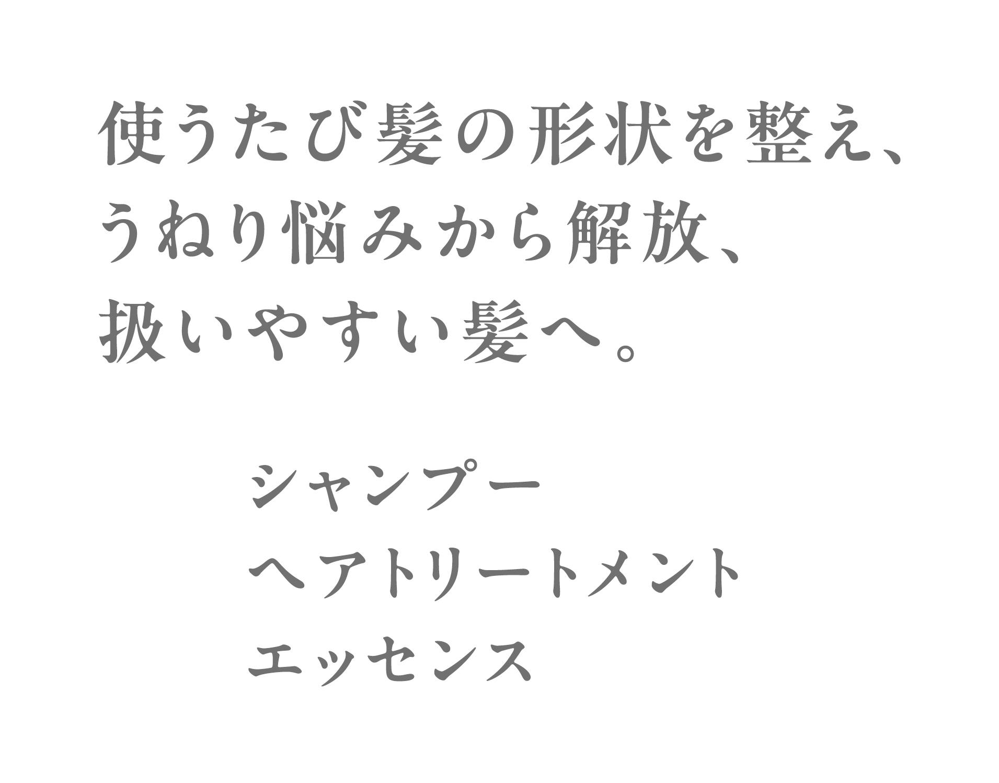 使うたび髪の形状を整え、
うねり悩みから解放、
扱いやすい髪へ。
シャンプー
ヘアトリートメント
エッセンス